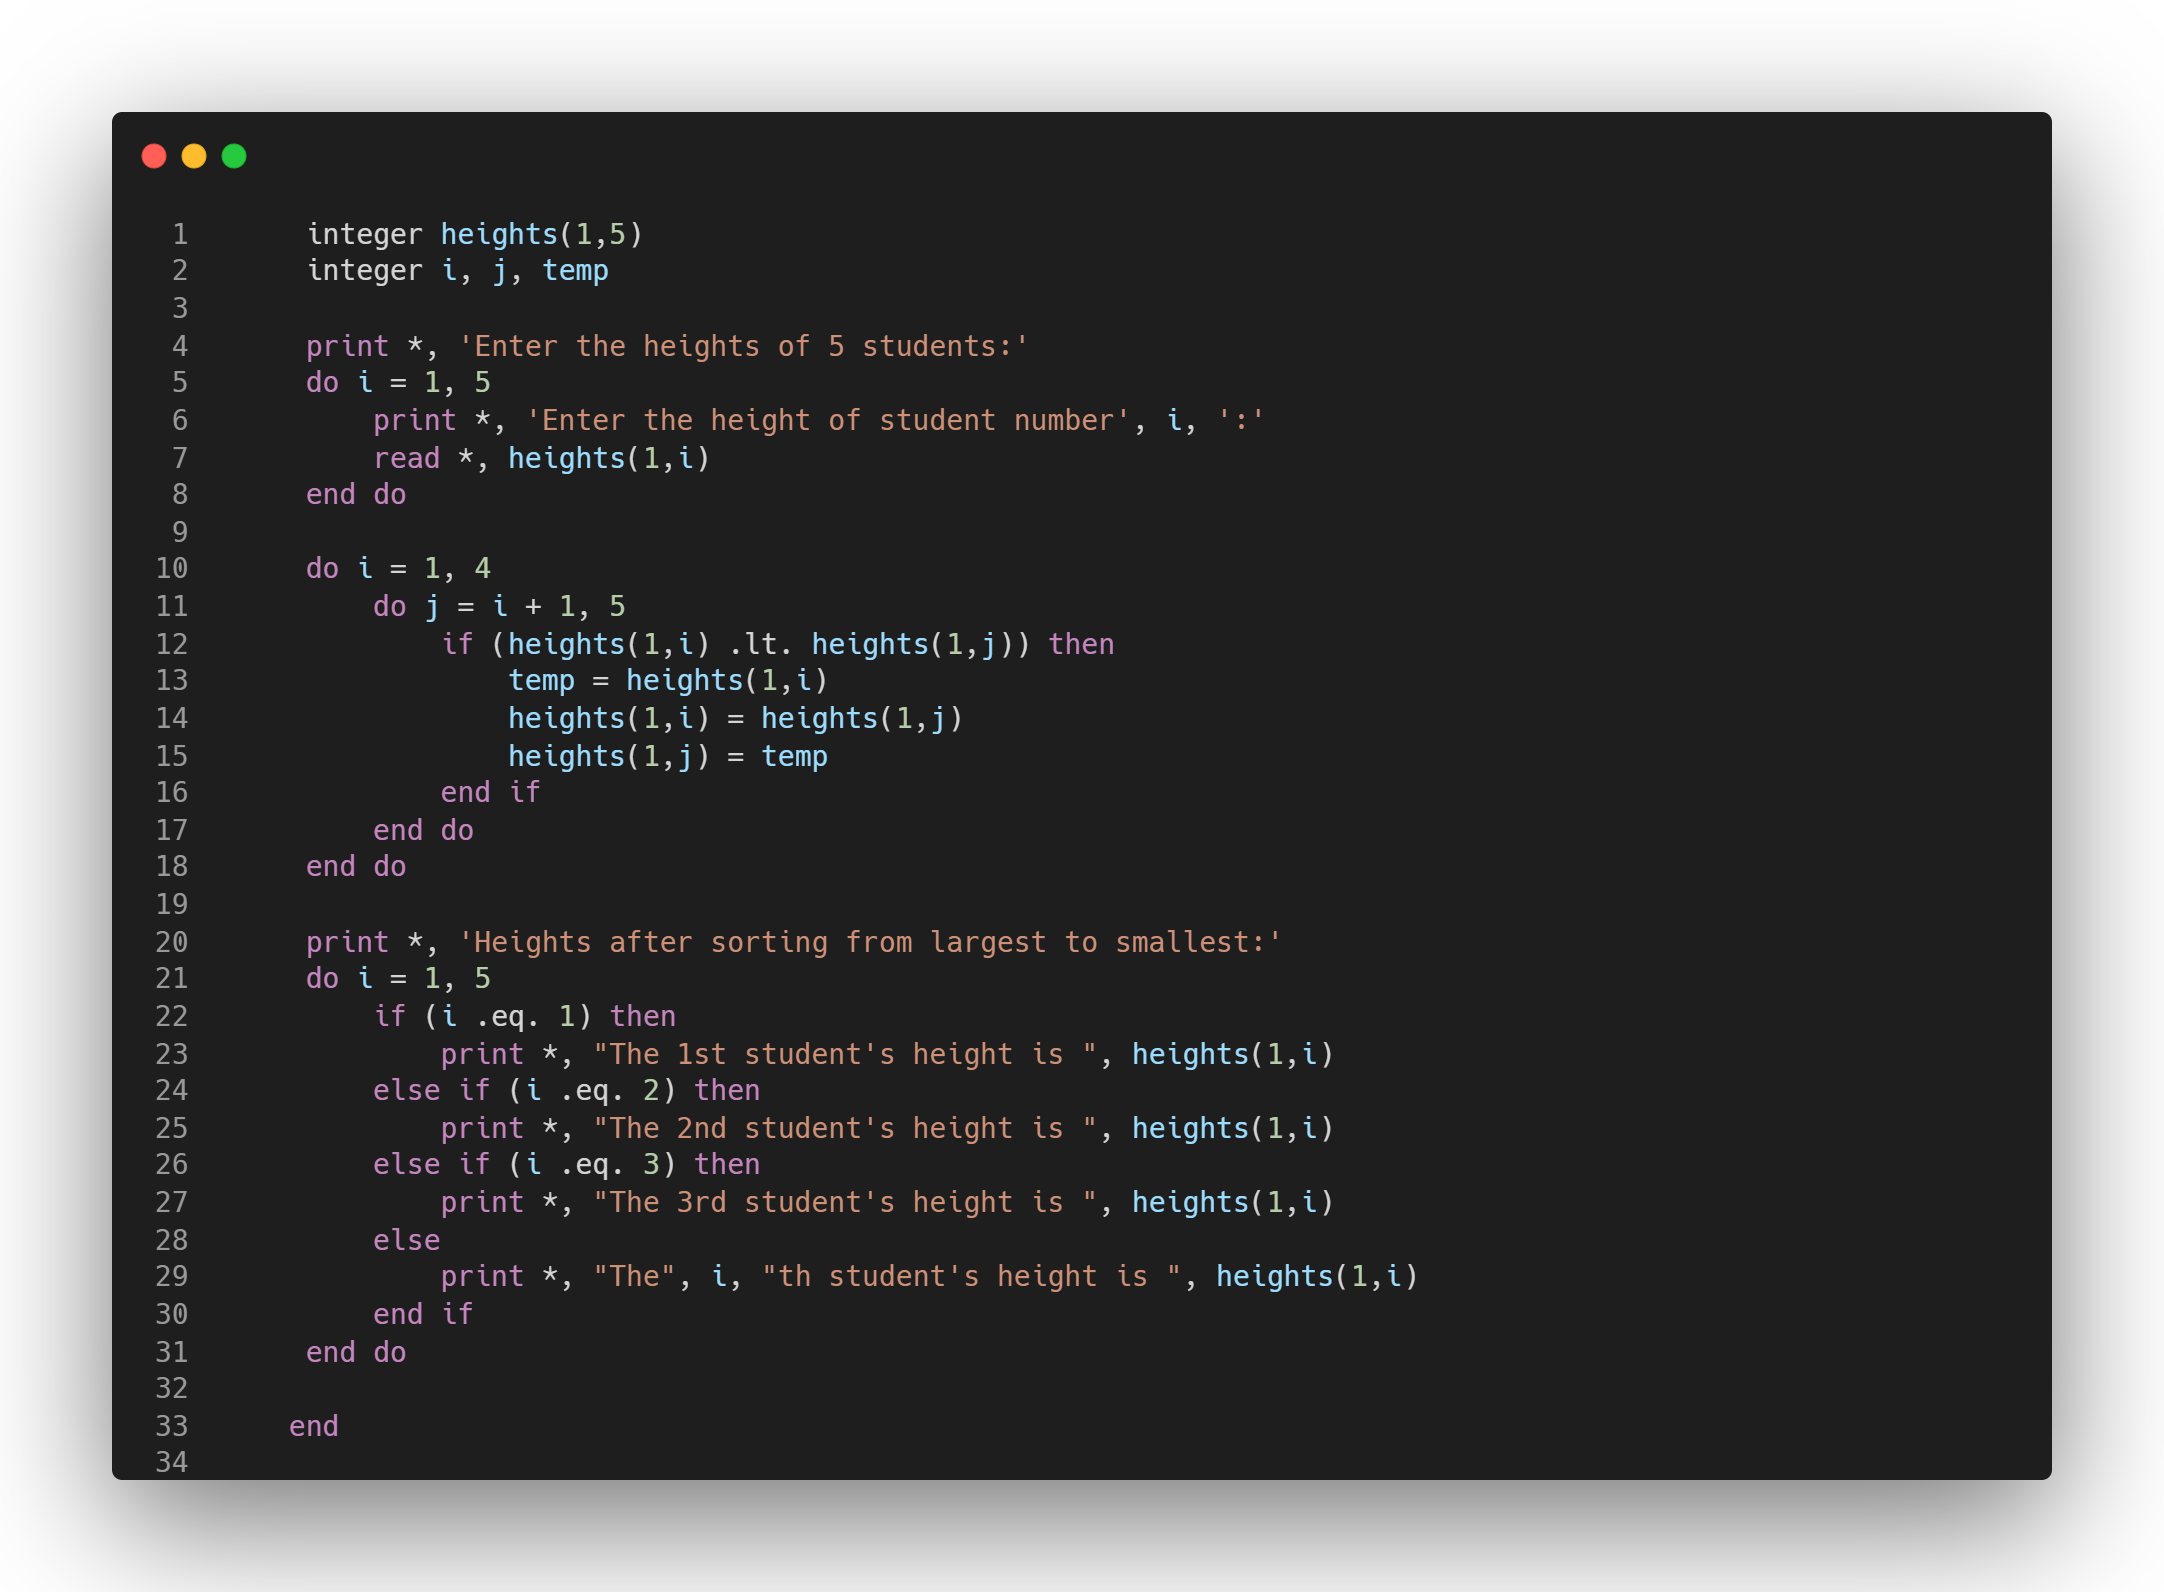 1 integer heights(1,5)
2 integer i, j, temp
3
4 print *, 'Enter the heights of 5 students:'
5 do i = 1, 5
6 print *, 'Enter the height of student number', i, ':'
7 read *, heights(1,i)
8 end do
9
10 do i = 1, 4
11 do j = i + 1, 5
12 if (heights(1,i) .lt. heights(1,j)) then
13 temp = heights(1,i)
14 heights(1,i) = heights(1,j)
15 heights(1,j) = temp
16 end if
17 end do
18 end do
19
20 print *, 'Heights after sorting from largest to smallest:'
21 do i = 1, 5
22 if (i .eq. 1) then
23 print *, "The 1st student's height is ", heights(1,i)
24 else if (i .eq. 2) then
25 print *, "The 2nd student's height is ", heights(1,i)
26 else if (i .eq. 3) then
27 print *, "The 3rd student's height is ", heights(1,i)
28 else
29 print *, "The", i, "th student's height is ", heights(1,i)
30 end if
31 end do
32
33 end
34